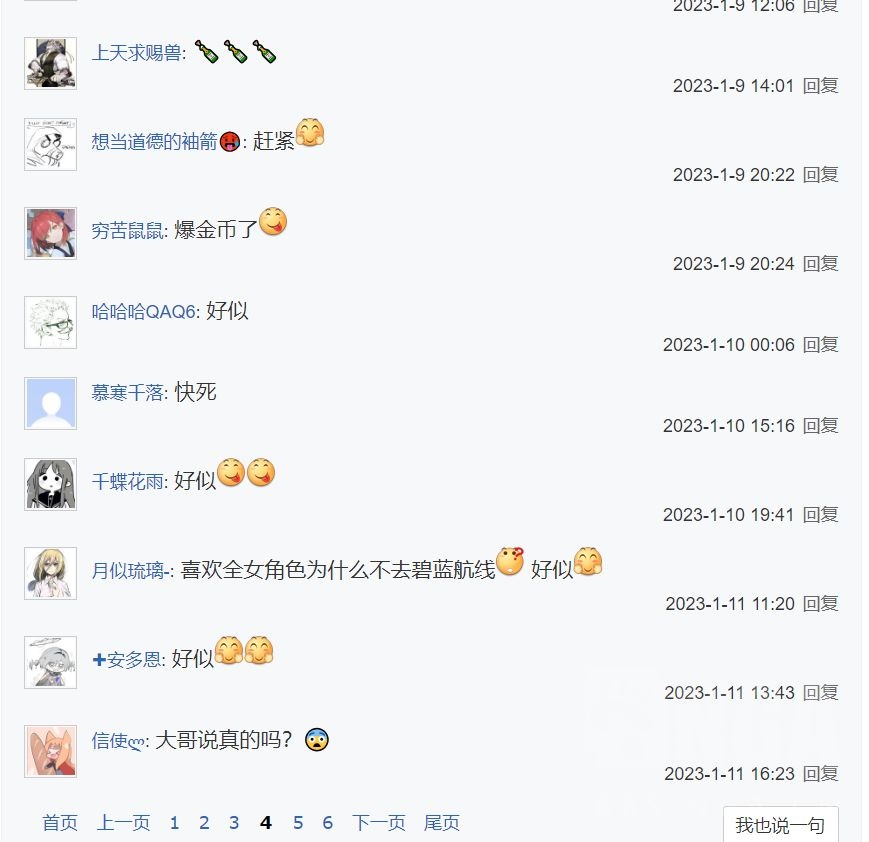 2023-1-9 12:06 回复
上天求赐兽:
2023-1-9 14:01 回复
想当道德的袖箭: 赶紧
2023-1-9 20:22 回复
穷苦鼠鼠: 爆金币了
2023-1-9 20:24 回复
哈哈哈QAQ6: 好似
2023-1-10 00:06 回复
慕寒千落: 快死
2023-1-10 15:16 回复
千蝶花雨: 好似
2023-1-10 19:41 回复
月似琉璃-: 喜欢全女角色为什么不去碧蓝航线 好似
2023-1-11 11:20 回复
✚安多恩: 好似
2023-1-11 13:43 回复
信使ღ: 大哥说真的吗？
2023-1-11 16:23 回复
首页 上一页 1 2 3 4 5 6 下一页 尾页
我也说一句